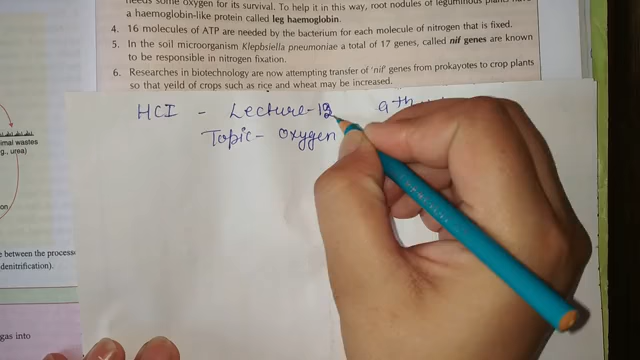 needs some oxygen for its survival. To help it in this way, root nodules of leguminous plants have
a haemoglobin-like protein called leg haemoglobin.
4. 16 molecules of ATP are needed by the bacterium for each molecule of nitrogen that is fixed.
5. In the soil microorganism Klepbsiella pneumoniae a total of 17 genes, called nif genes are known
to be responsible in nitrogen fixation.
6. Researches in biotechnology are now attempting transfer of 'nif' genes from prokayotes to crop plants
so that yeild of crops such as rice and wheat may be increased.
HCI - Lecture-13 9th
Topic- Oxygen
imal wastes
g., urea)
on
e between the processe
denitrification).
gas into